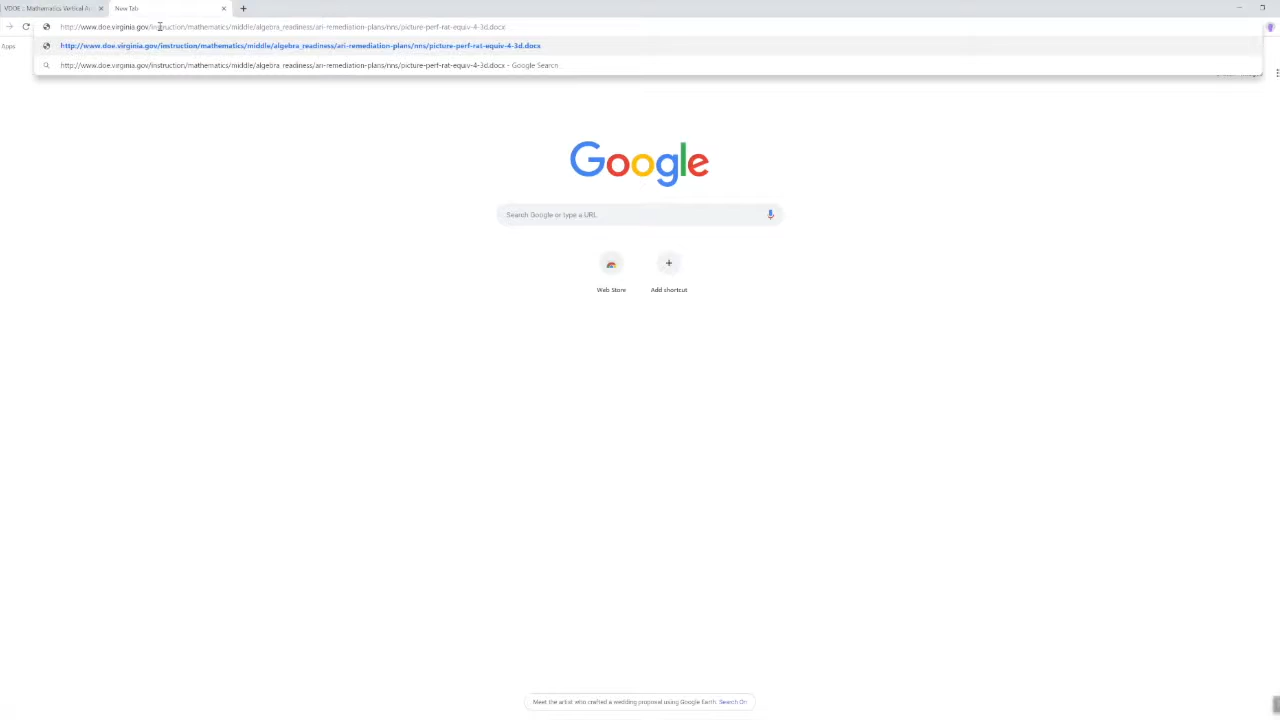 VDOE :: Mathematics Vertical Ar
New Tab
http://www.doe.virginia.gov/instruction/mathematics/middle/algebra_readiness/ari-remediation-plans/nns/picture-perf-rat-equiv-4-3d.docx
Apps
http://www.doe.virginia.gov/instruction/mathematics/middle/algebra_readiness/ari-remediation-plans/nns/picture-perf-rat-equiv-4-3d.docx
http://www.doe.virginia.gov/instruction/mathematics/middle/algebra_readiness/ari-remediation-plans/nns/picture-perf-rat-equiv-4-3d.docx - Google Search
Google
Search Google or type a URL
Web Store
Add shortcut
Meet the artist who crafted a wedding proposal using Google Earth. Search On